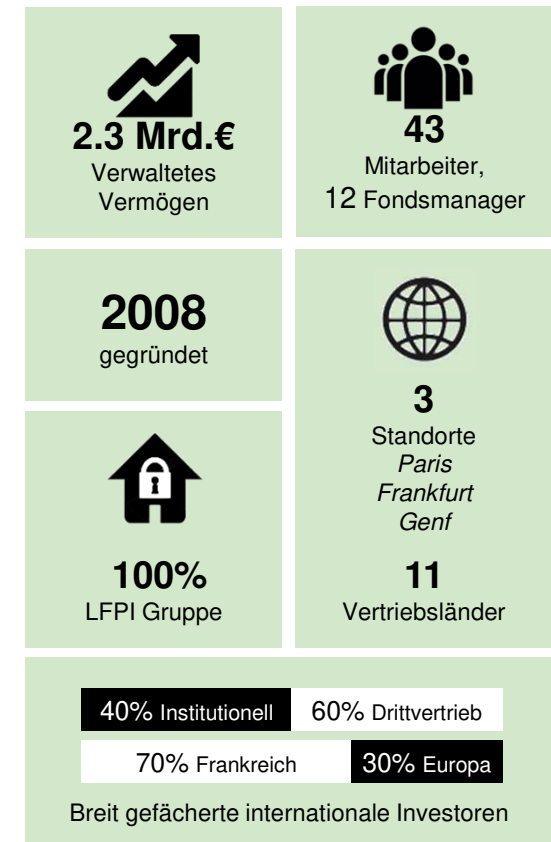 2.3 Mrd.€
Verwaltetes
Vermögen
43
Mitarbeiter,
12 Fondsmanager
2008
gegründet
3
Standorte
Paris
Frankfurt
Genf
100%
LFPI Gruppe
11
Vertriebsländer
40% Institutionell 60% Drittvertrieb
70% Frankreich 30% Europa
Breit gefächerte internationale Investoren